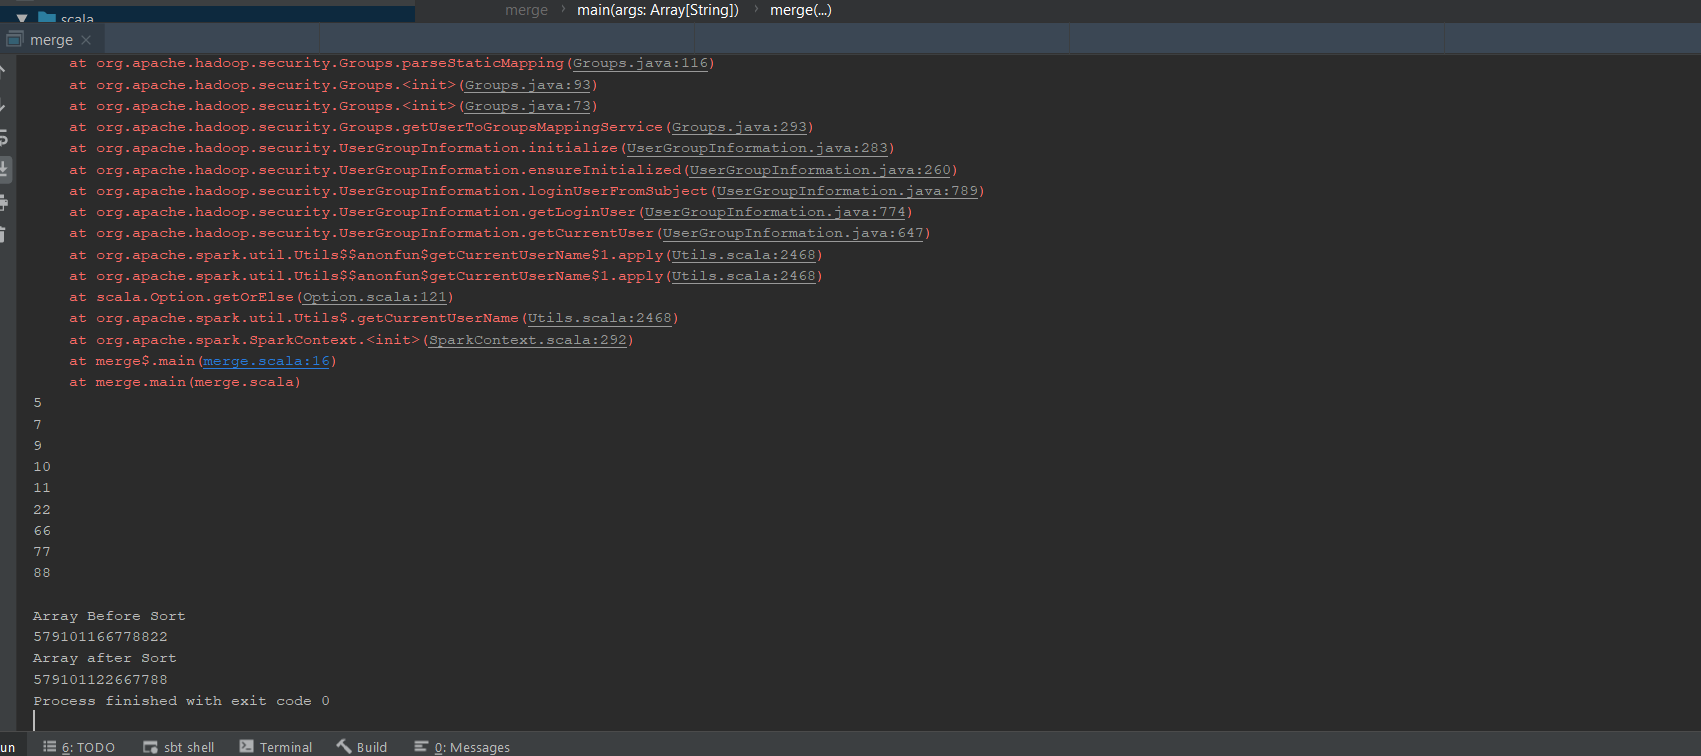 scala
merge › main(args: Array[String]) › merge(...)
merge
at org.apache.hadoop.security.Groups.parseStaticMapping(Groups.java:116)
at org.apache.hadoop.security.Groups.<init>(Groups.java:93)
at org.apache.hadoop.security.Groups.<init>(Groups.java:73)
at org.apache.hadoop.security.Groups.getUserToGroupsMappingService(Groups.java:293)
at org.apache.hadoop.security.UserGroupInformation.initialize(UserGroupInformation.java:283)
at org.apache.hadoop.security.UserGroupInformation.ensureInitialized(UserGroupInformation.java:260)
at org.apache.hadoop.security.UserGroupInformation.loginUserFromSubject(UserGroupInformation.java:789)
at org.apache.hadoop.security.UserGroupInformation.getLoginUser(UserGroupInformation.java:774)
at org.apache.hadoop.security.UserGroupInformation.getCurrentUser(UserGroupInformation.java:647)
at org.apache.spark.util.Utils$$anonfun$getCurrentUserName$1.apply(Utils.scala:2468)
at org.apache.spark.util.Utils$$anonfun$getCurrentUserName$1.apply(Utils.scala:2468)
at scala.Option.getOrElse(Option.scala:121)
at org.apache.spark.util.Utils$.getCurrentUserName(Utils.scala:2468)
at org.apache.spark.SparkContext.<init>(SparkContext.scala:292)
at merge$.main(merge.scala:16)
at merge.main(merge.scala)
5
7
9
10
11
22
66
77
88
Array Before Sort
579101166778822
Array after Sort
579101122667788
Process finished with exit code 0
un 6: TODO sbt shell Terminal Build 0: Messages